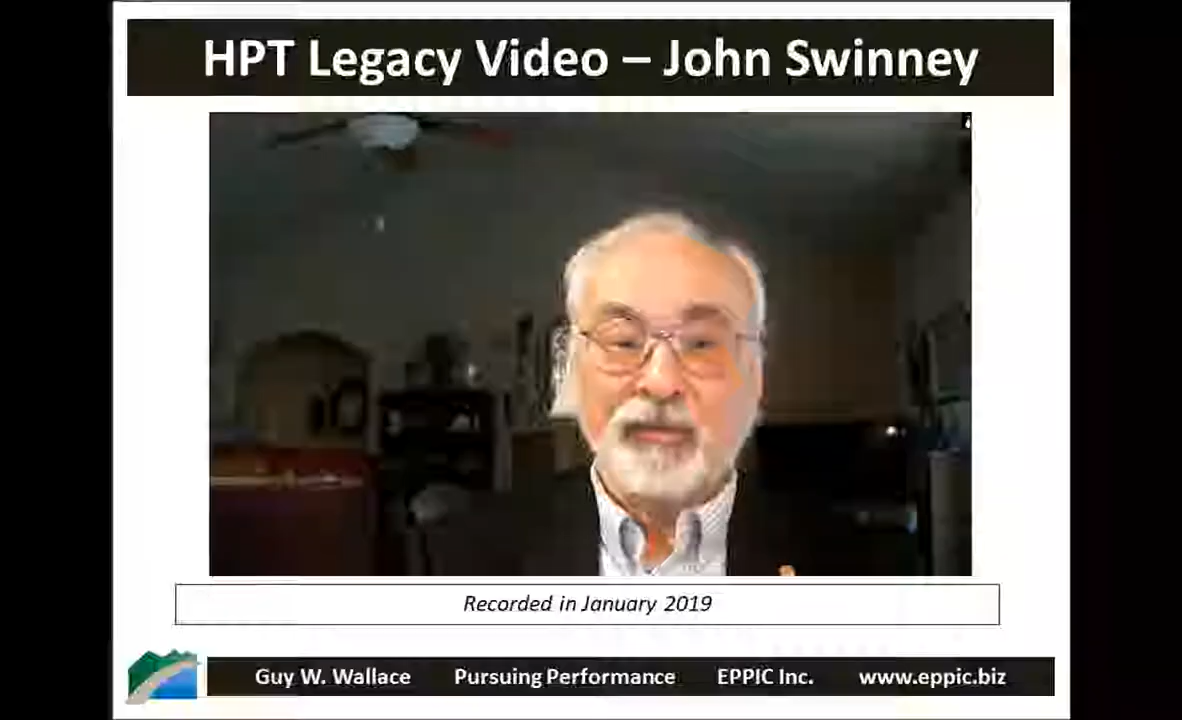 HPT Legacy Video – John Swinney
Recorded in January 2019
Guy W. Wallace Pursuing Performance EPPIC Inc. www.eppic.biz